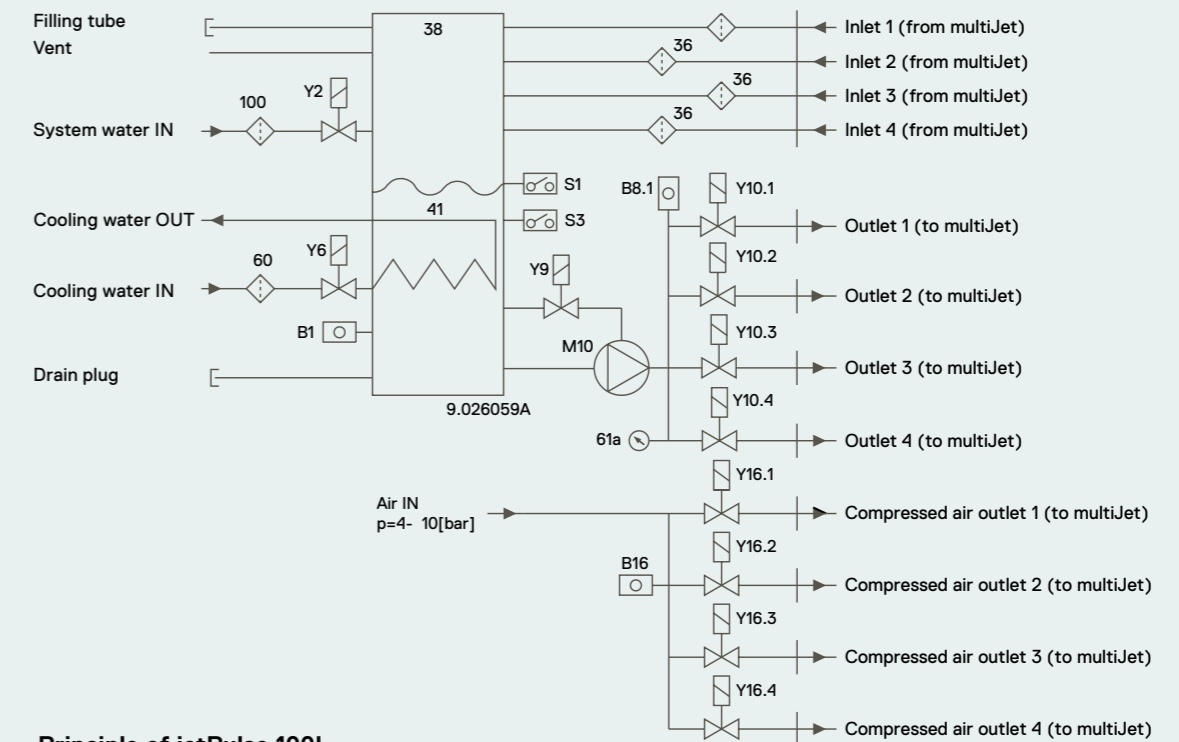 Filling tube
Vent
38
Inlet 1 (from multiJet)
36
Inlet 2 (from multiJet)
36
Inlet 3 (from multiJet)
36
Inlet 4 (from multiJet)
Y2
100
System water IN
S1
B8.1
Y10.1
41
S3
Cooling water OUT
Outlet 1 (to multiJet)
Y6
60
Y9
Y10.2
Cooling water IN
Outlet 2 (to multiJet)
B1
M10
Y10.3
Drain plug
Outlet 3 (to multiJet)
9.026059A
Y10.4
61a
Outlet 4 (to multiJet)
Y16.1
Air IN
p=4- 10[bar]
Compressed air outlet 1 (to multiJet)
Y16.2
B16
Compressed air outlet 2 (to multiJet)
Y16.3
Compressed air outlet 3 (to multiJet)
Y16.4
Compressed air outlet 4 (to multiJet)
Principle of jetPulse